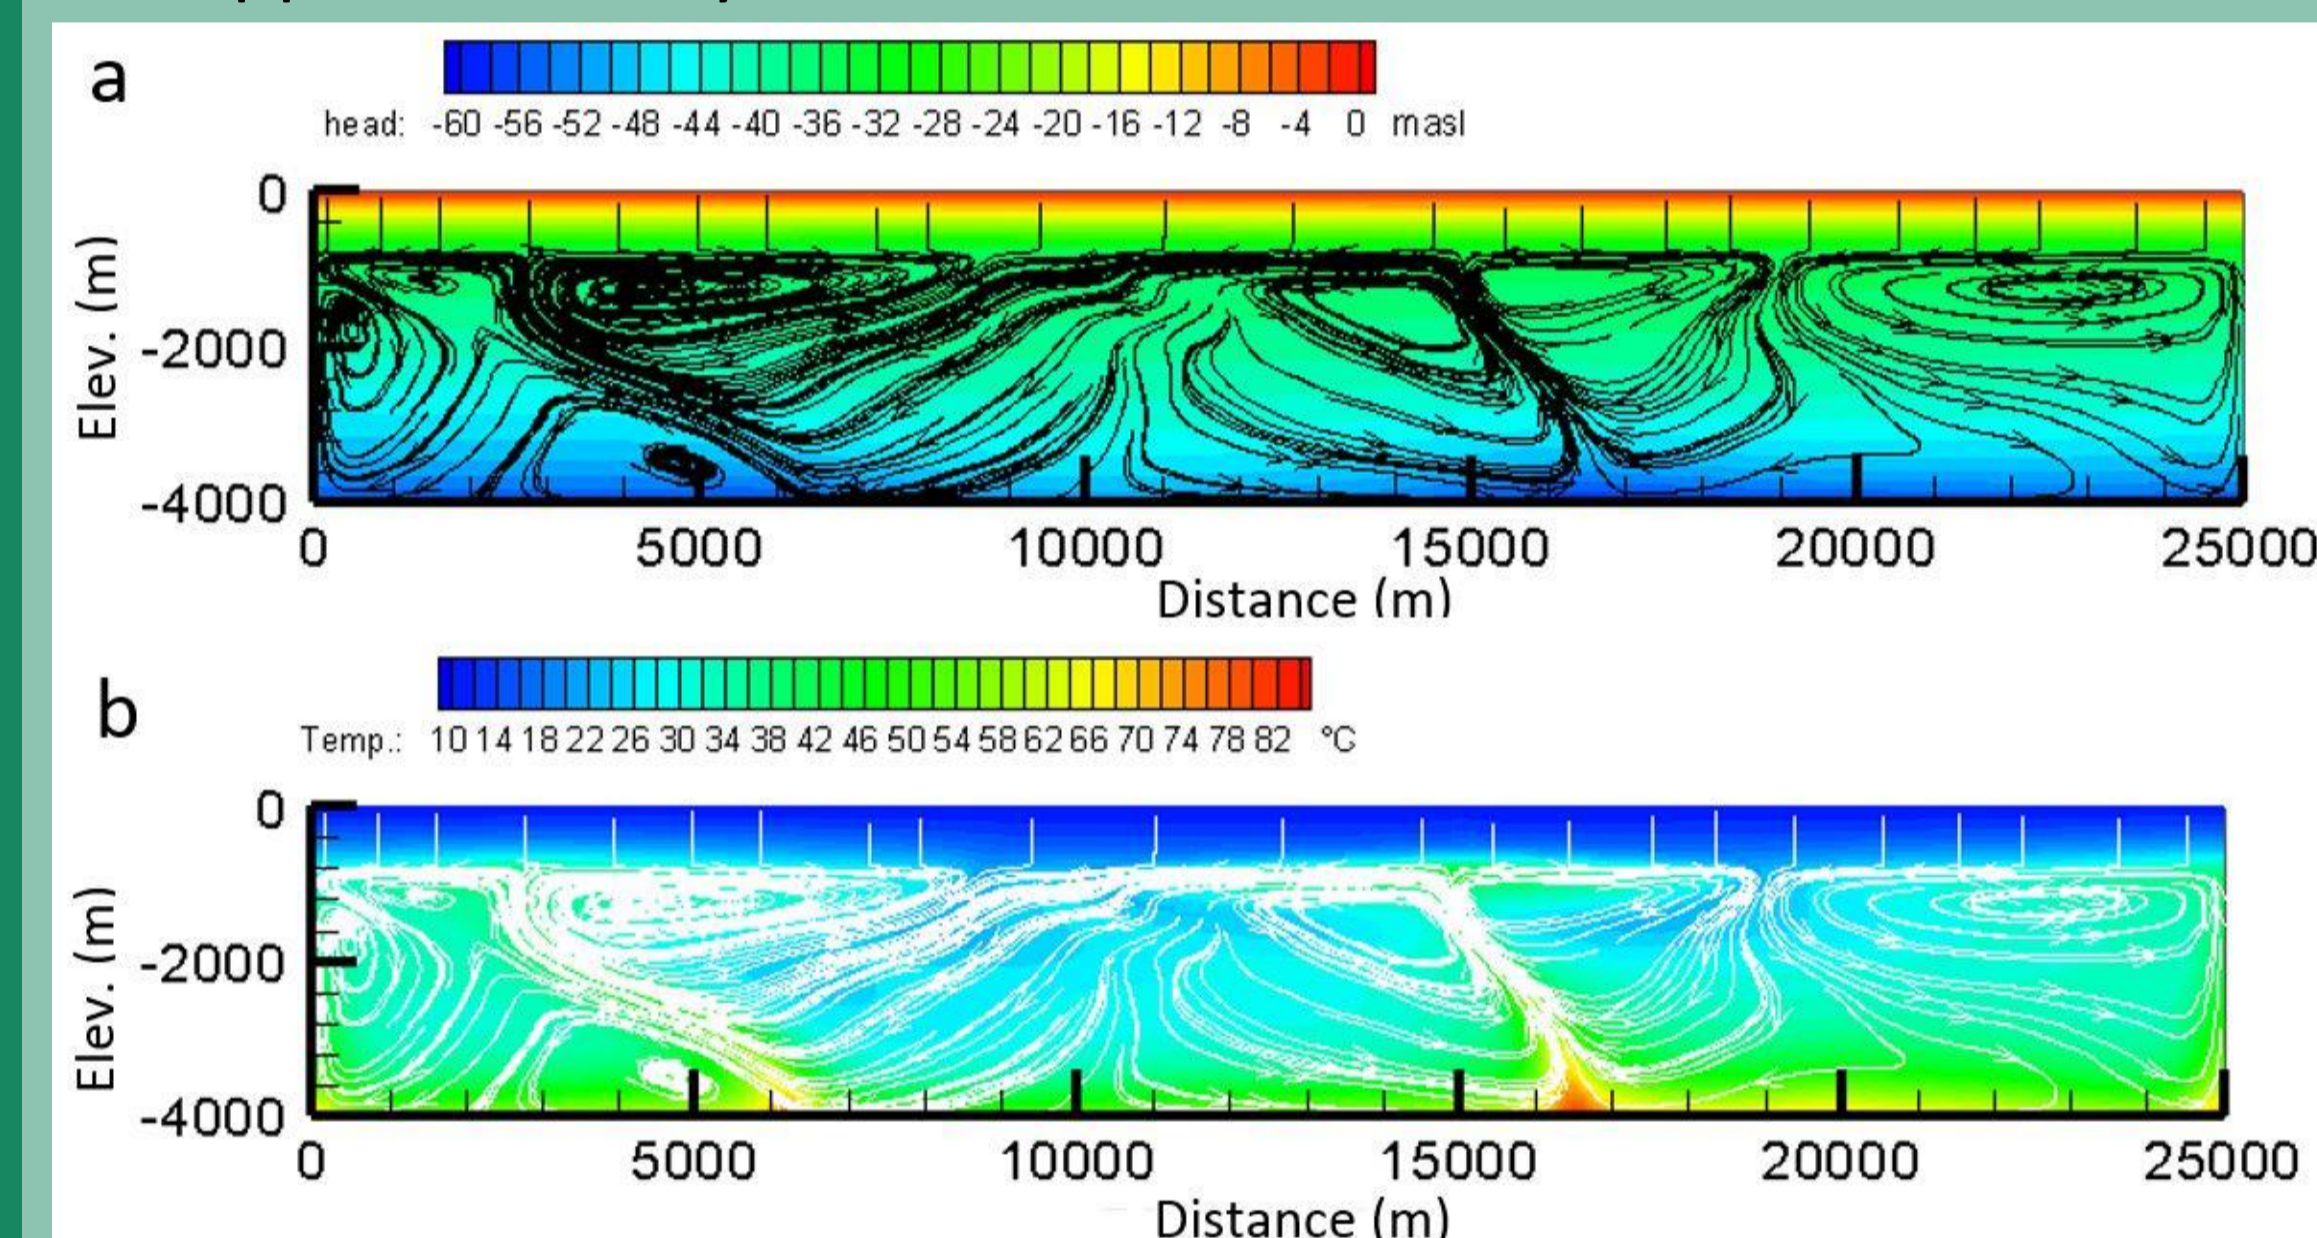 a
head: -60 -56 -52 -48 -44 -40 -36 -32 -28 -24 -20 -16 -12 -8 -4 0 masl
Elev. (m)
0
-2000
-4000
0 5000 10000 15000 20000 25000
Distance (m)
b
Temp.: 10 14 18 22 26 30 34 38 42 46 50 54 58 62 66 70 74 78 82 °C
Elev. (m)
0
-2000
-4000
0 5000 10000 15000 20000 25000
Distance (m)